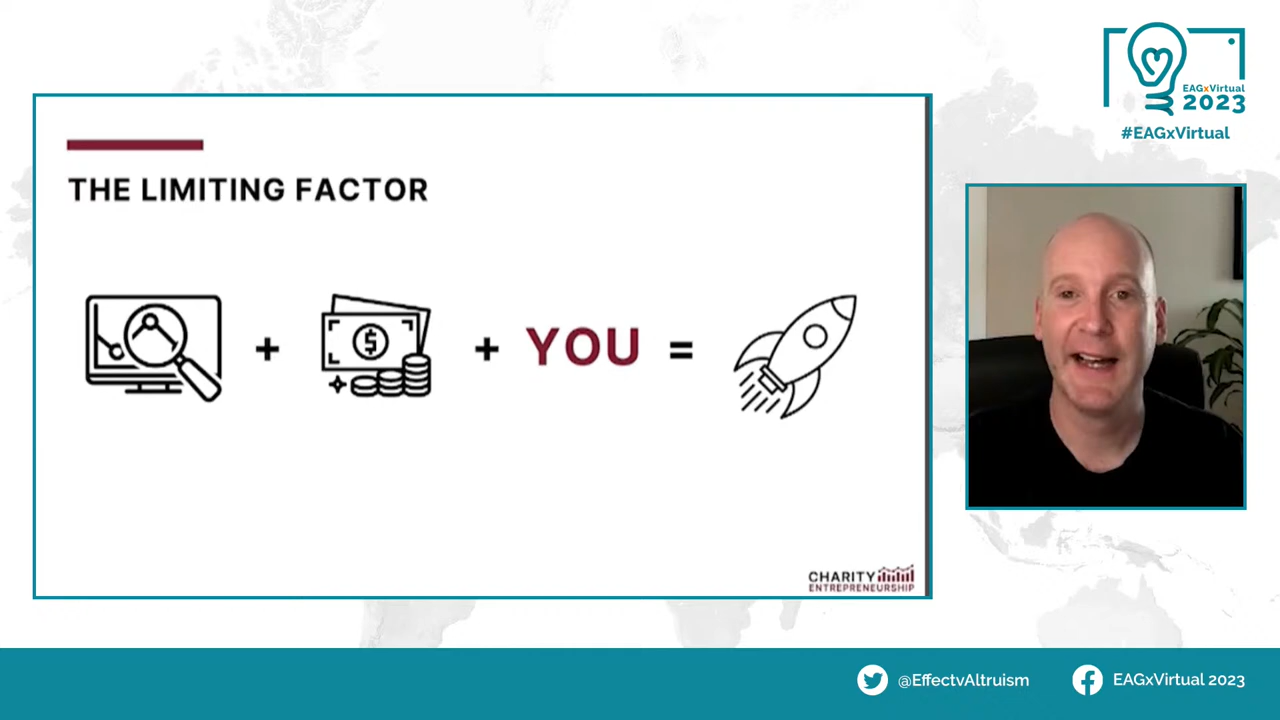 EAGxVirtual
2023
#EAGxVirtual
THE LIMITING FACTOR
$
+ + YOU =
CHARITY
ENTREPRENEURSHIP
@EffectvAltruism
EAGxVirtual 2023